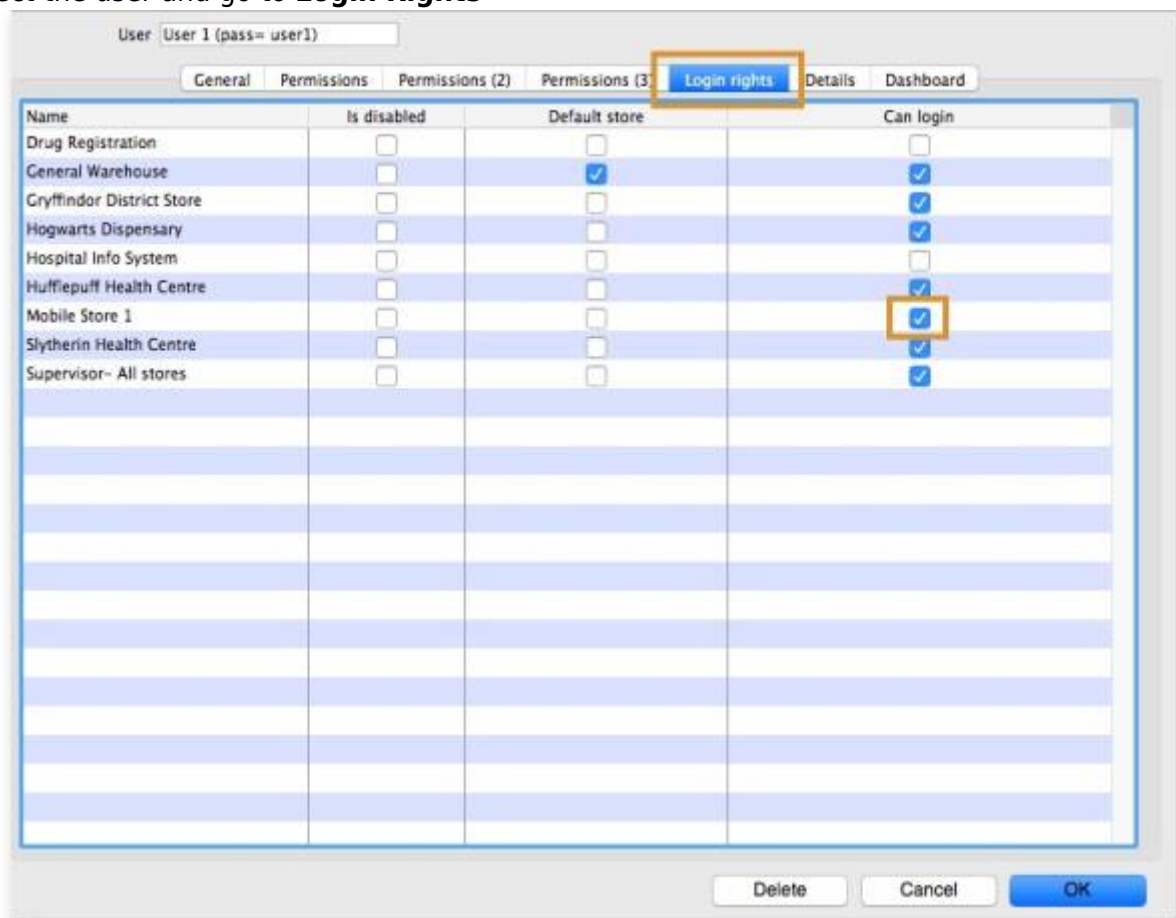 User User 1 (pass= user1)
General Permissions Permissions (2) Permissions (3) Login rights Details Dashboard
Name Is disabled Default store Can login
Drug Registration
General Warehouse
Gryffindor District Store
Hogwarts Dispensary
Hospital Info System
Hufflepuff Health Centre
Mobile Store 1
Slytherin Health Centre
Supervisor- All stores
Delete Cancel OK